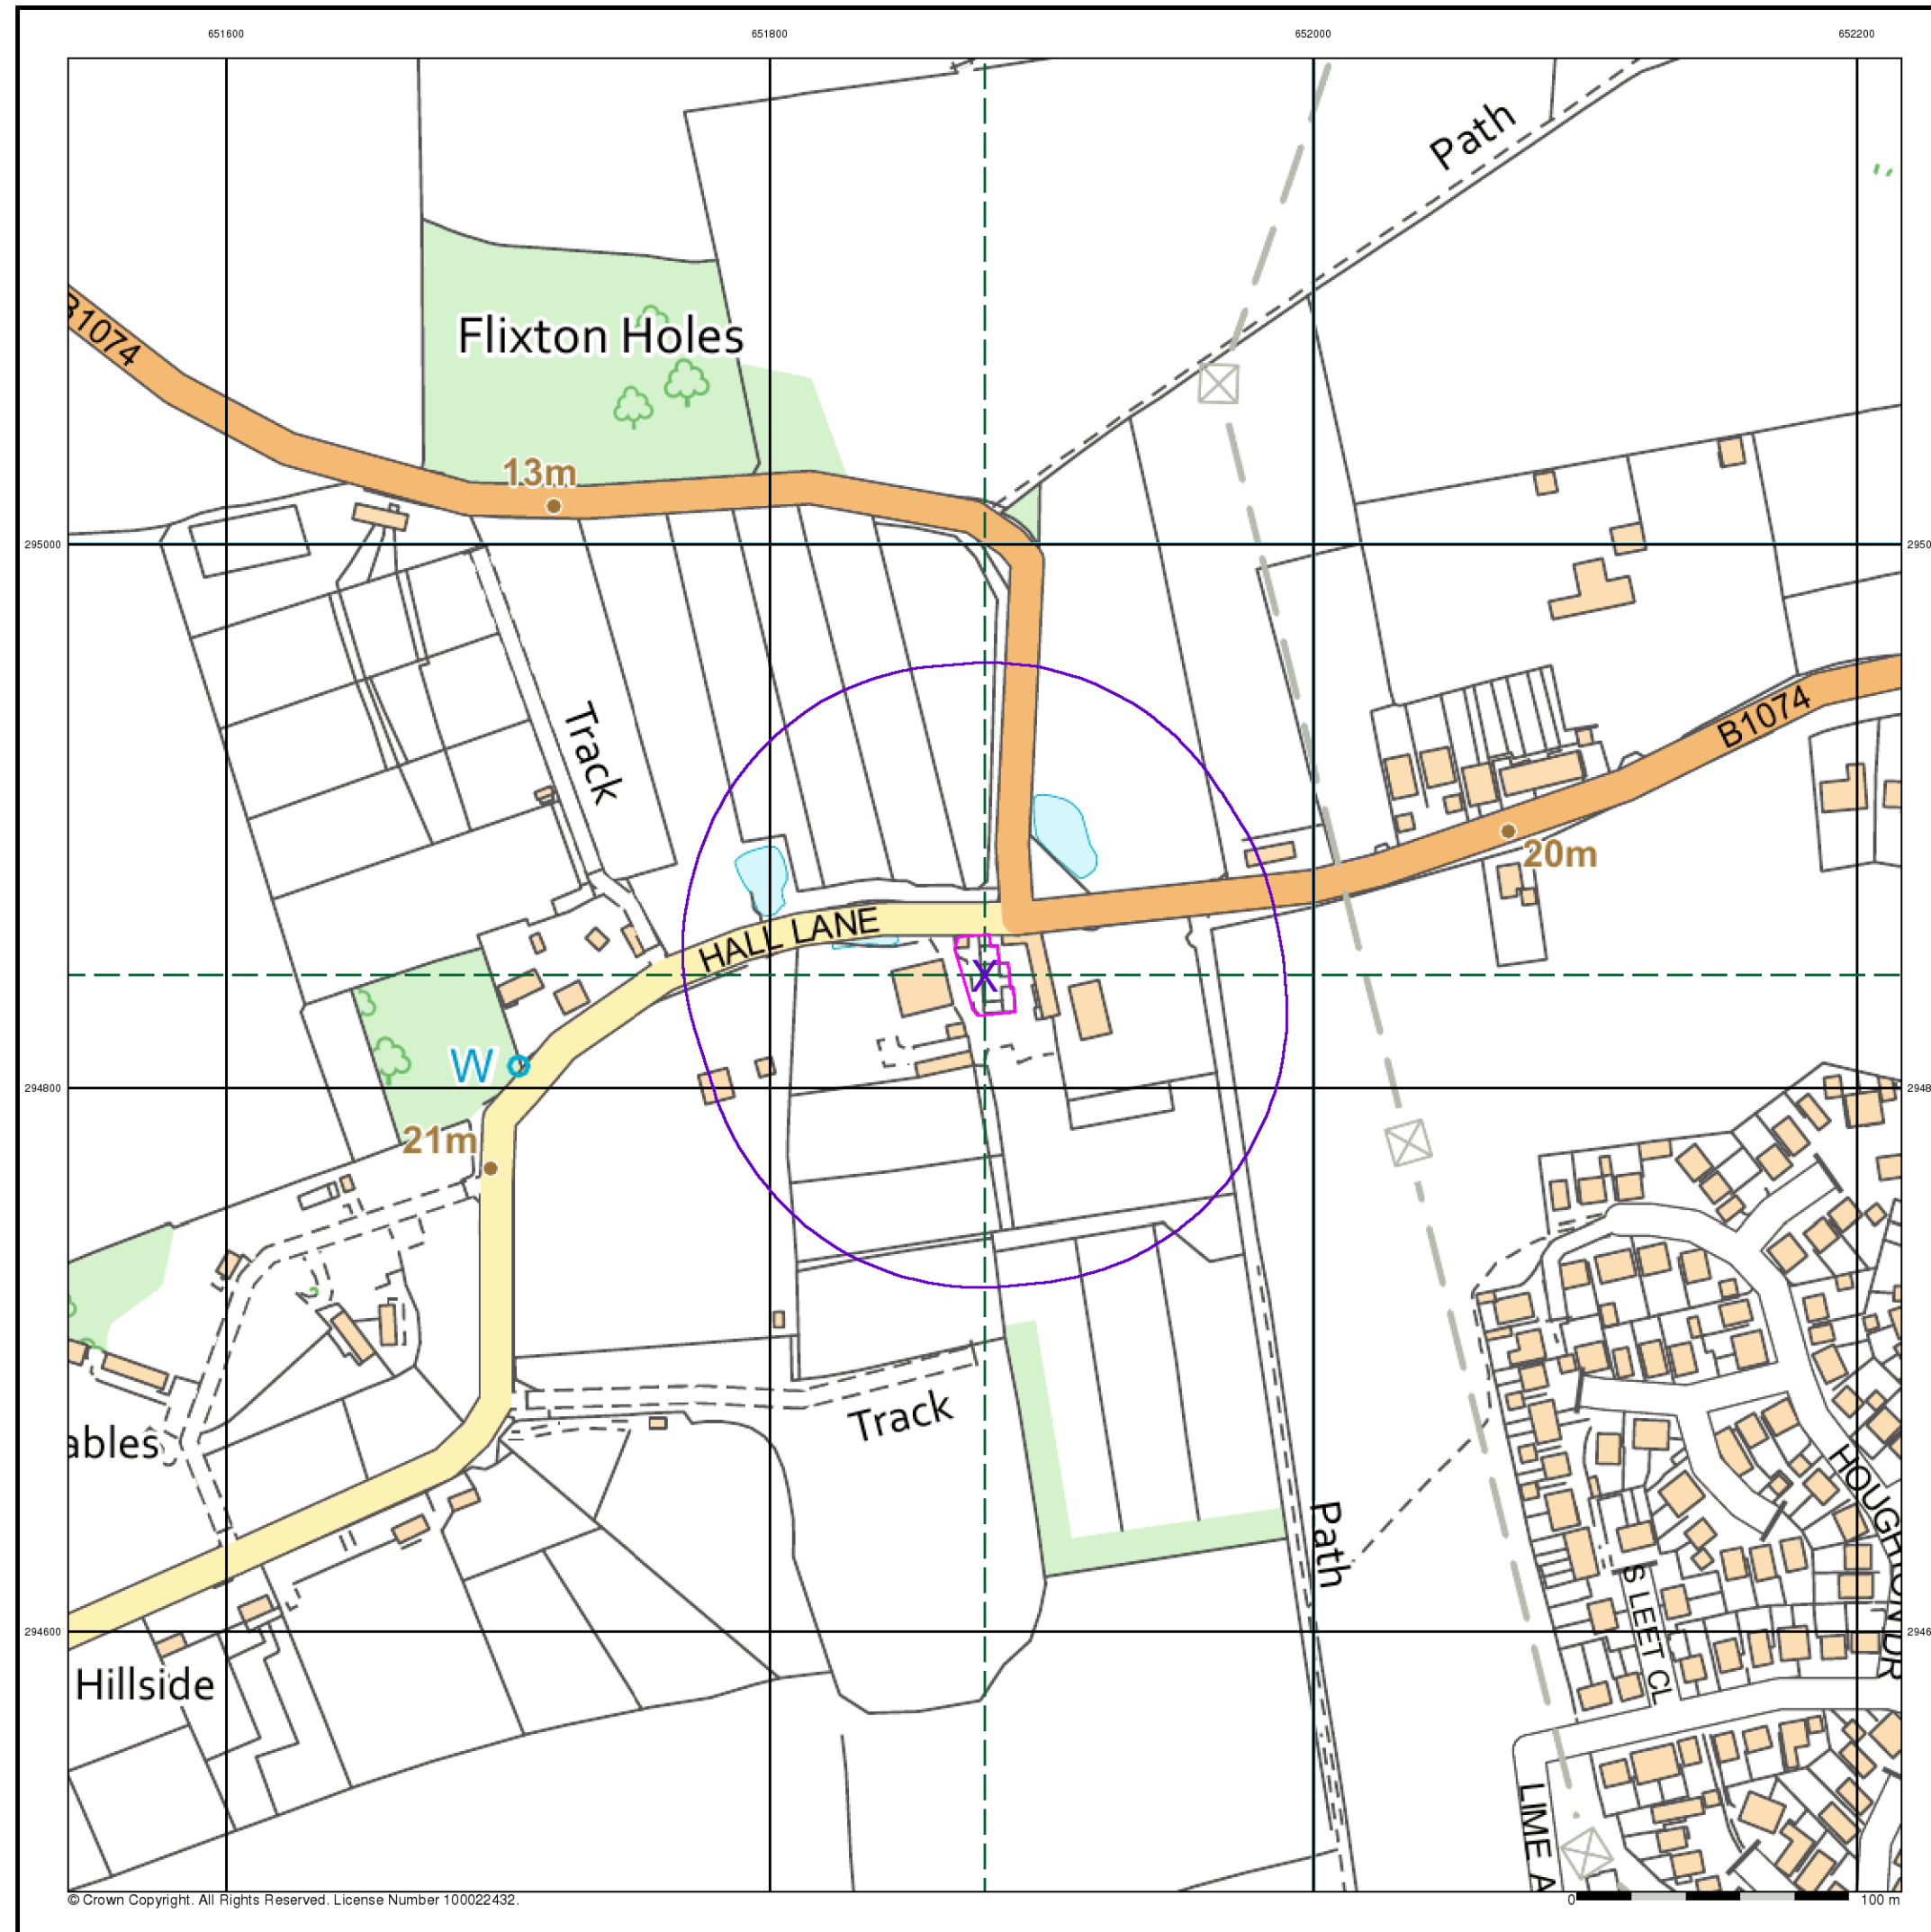 651600
651800
652000
652200
Path
B1074
Flixton Holes
13m
295000
Track
B1074
20m
HALL LANE
X
W
294800
21m
Track
ables
HOUGHTON DR
Path
SLEET CL
294600
Hillside
LIME A
© Crown Copyright. All Rights Reserved. License Number 100022432.
0
100 m